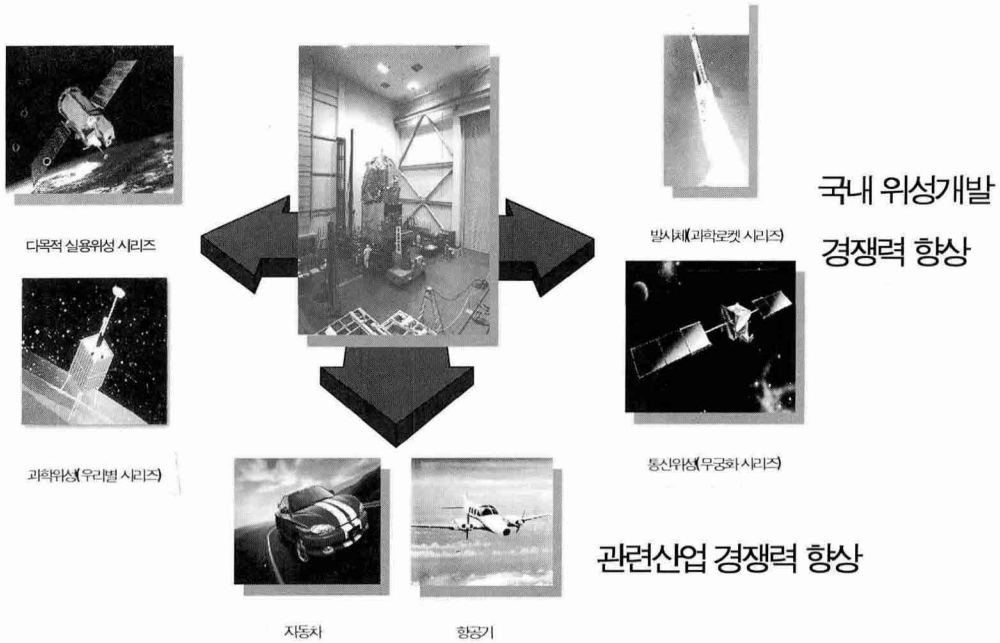 국내 위성개발
경쟁력 향상
다목적 실용위성 시리즈
발사체(과학로켓 시리즈)
과학위성(우리별 시리즈)
통신위성(무궁화 시리즈)
관련산업 경쟁력 향상
자동차
항공기